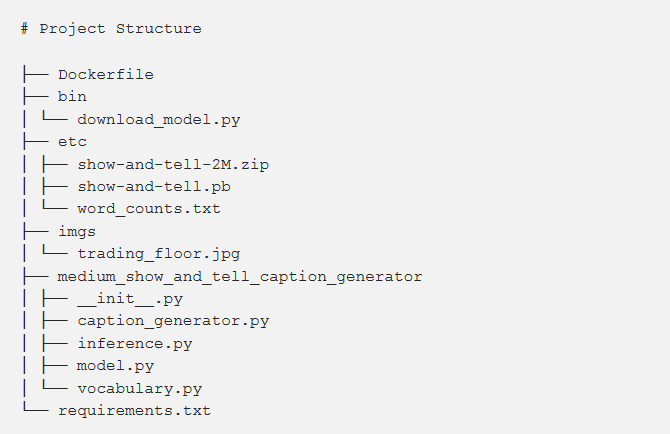 # Project Structure
├── Dockerfile
├── bin
│ └── download_model.py
├── etc
│ ├── show-and-tell-2M.zip
│ ├── show-and-tell.pb
│ └── word_counts.txt
├── imgs
│ └── trading_floor.jpg
├── medium_show_and_tell_caption_generator
│ ├── __init__.py
│ ├── caption_generator.py
│ ├── inference.py
│ ├── model.py
│ └── vocabulary.py
└── requirements.txt